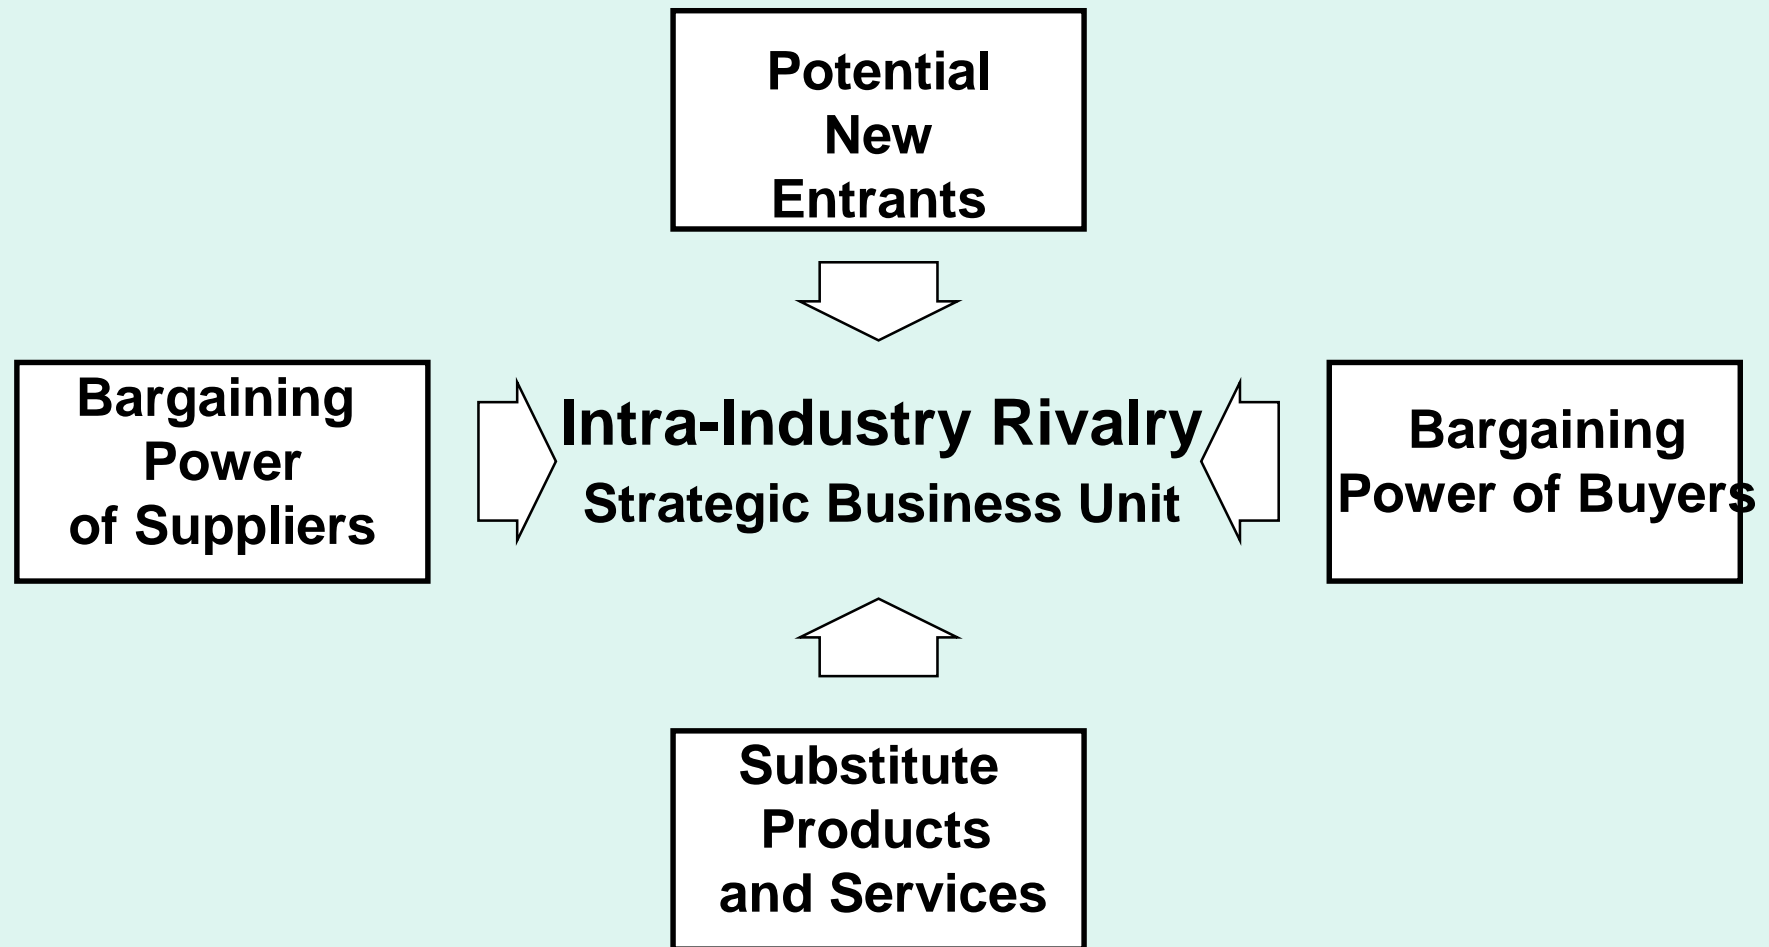 Potential
New
Entrants
Bargaining
Power
of Suppliers
Intra-Industry Rivalry
Strategic Business Unit
Bargaining
Power of Buyers
Substitute
Products
and Services